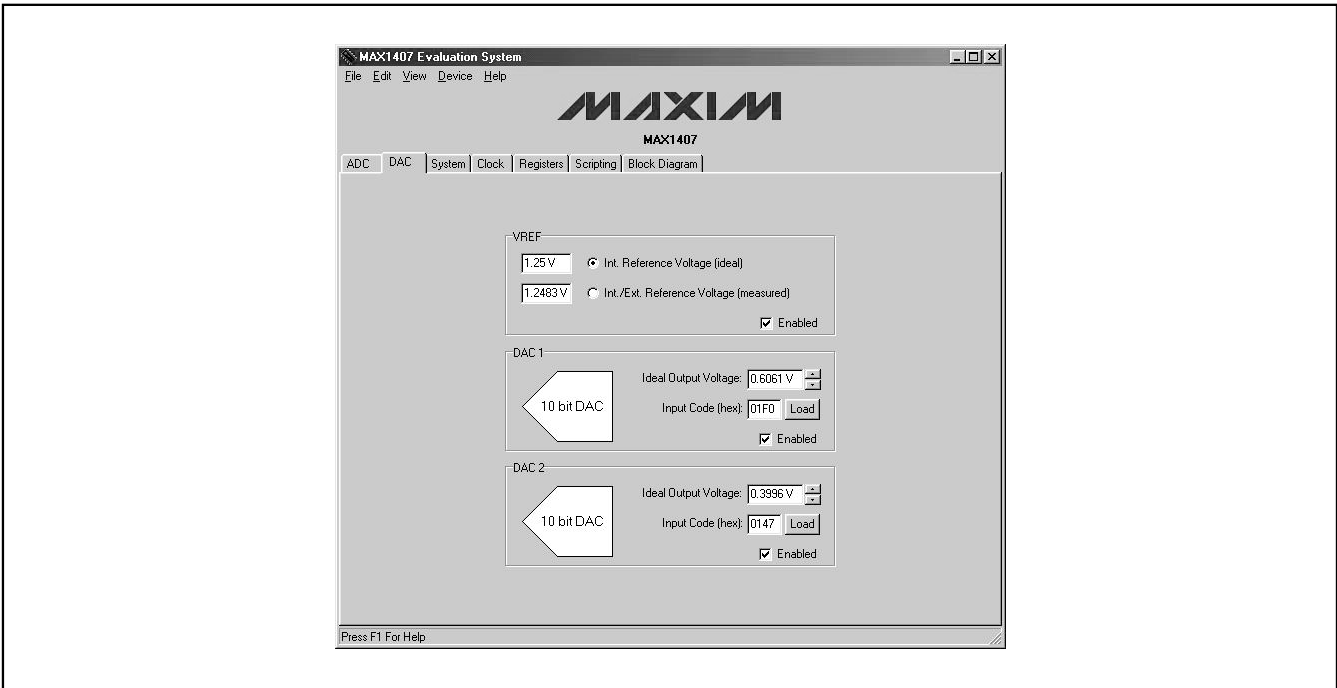 MAX1407 Evaluation System
File Edit View Device Help
MAXIM
MAX1407
ADC DAC System Clock Registers Scripting Block Diagram
VREF
1.25 V Int. Reference Voltage (ideal)
1.2483 V Int./Ext. Reference Voltage (measured)
Enabled
DAC 1
10 bit DAC
Ideal Output Voltage: 0.6061 V
Input Code (hex): 01F0 Load
Enabled
DAC 2
10 bit DAC
Ideal Output Voltage: 0.3996 V
Input Code (hex): 0147 Load
Enabled
Press F1 For Help